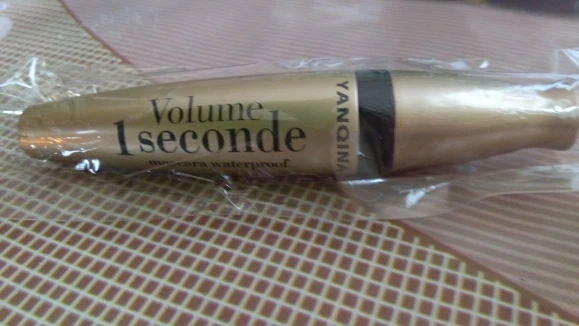 Volume
1 seconde
mascara waterproof
YANQINA